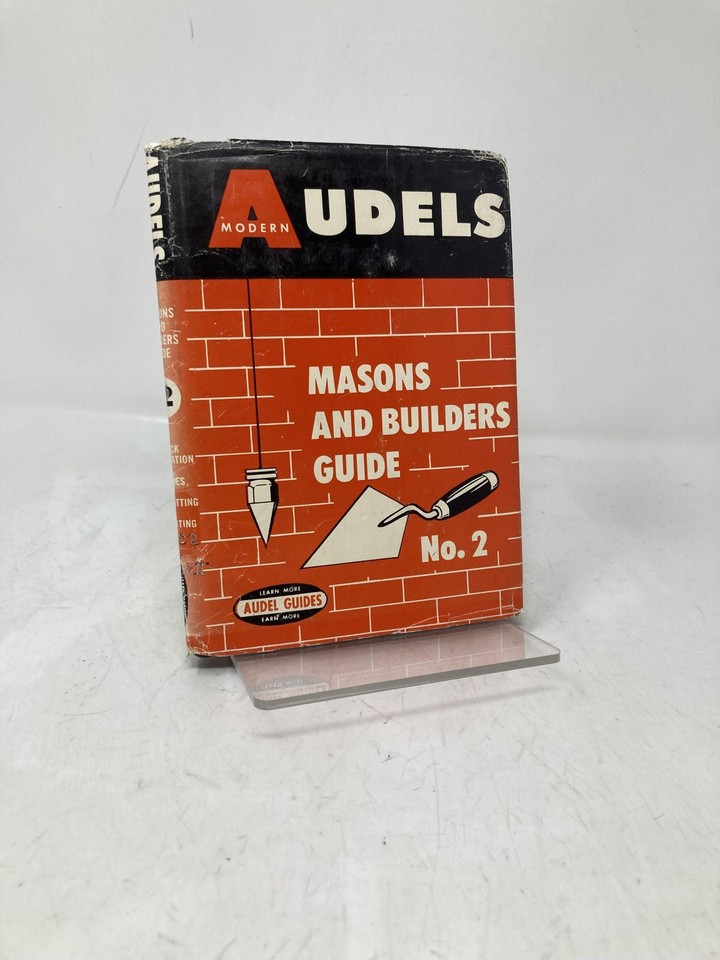 AUDELS
MODERN
MASONS
AND BUILDERS
GUIDE
No. 2
LEARN MORE
AUDEL GUIDES
EARN MORE
AUDELS
2